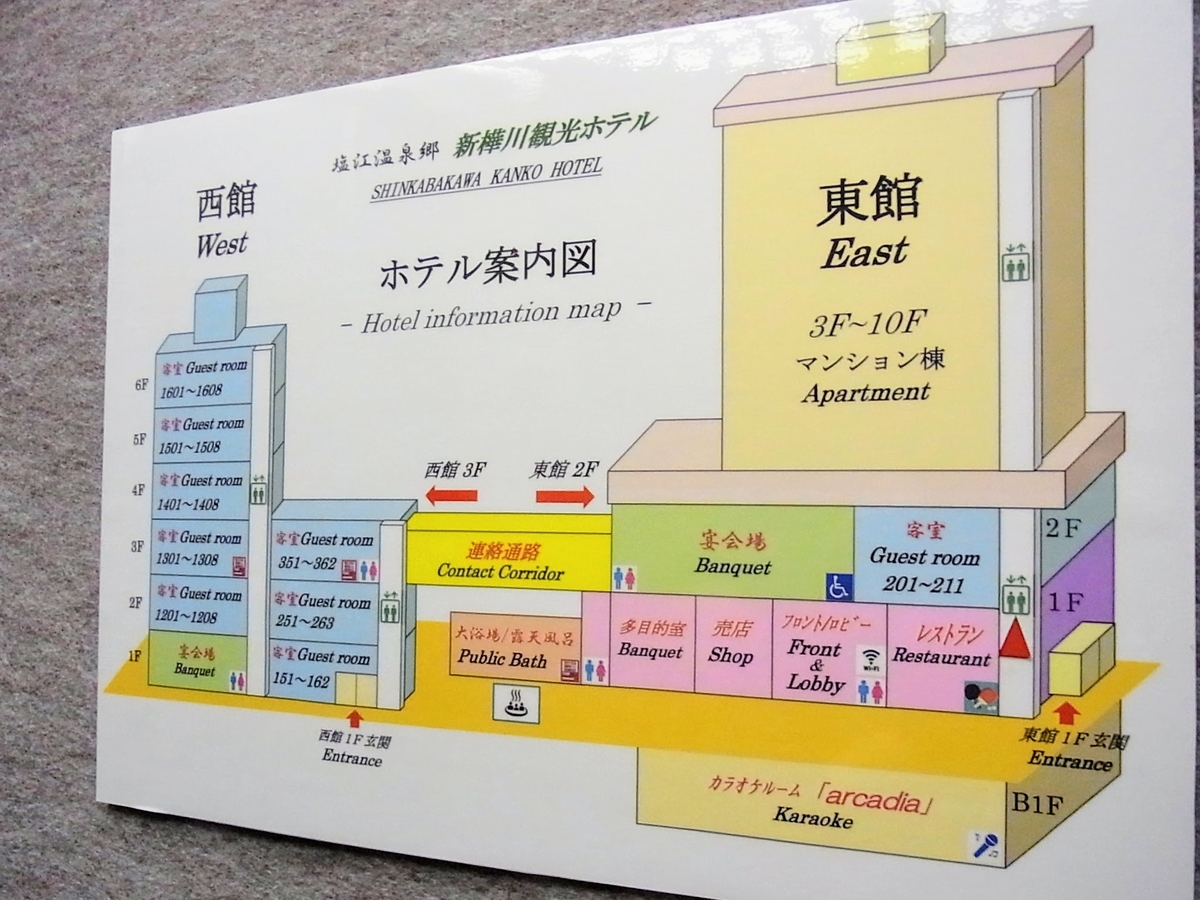 塩江温泉郷 新樺川観光ホテル
SHINKABAKAWA KANKO HOTEL
ホテル案内図
− Hotel information map −
西館
West
6F
客室 Guest room
1601～1608
5F
客室 Guest room
1501～1508
4F
客室 Guest room
1401～1408
3F
客室 Guest room
1301～1308
2F
客室 Guest room
1201～1208
1F
宴会場
Banquet
客室 Guest room
351～362
客室 Guest room
251～263
客室 Guest room
151～162
西館 1F 玄関
Entrance
西館 3F
東館 2F
連絡通路
Contact Corridor
東館
East
3F~10F
マンション棟
Apartment
宴会場
Banquet
客室
Guest room
201～211
2F
大浴場/露天風呂
Public Bath
多目的室
Banquet
売店
Shop
フロント/ロビー
Front
&
Lobby
Wi-Fi
レストラン
Restaurant
1F
東館 1F 玄関
Entrance
カラオケルーム 「arcadia」
Karaoke
B1F